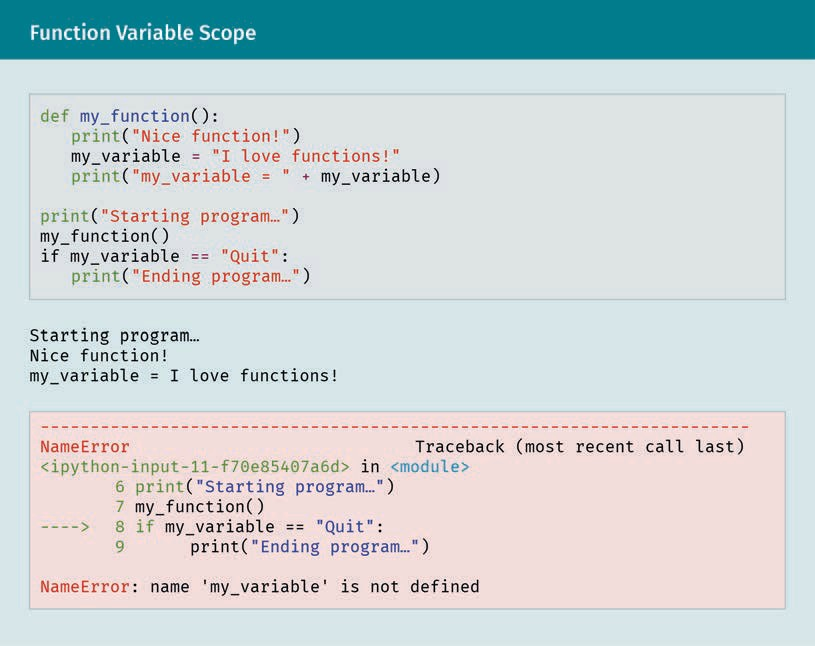 Function Variable Scope
def my_function():
   print("Nice function!")
   my_variable = "I love functions!"
   print("my_variable = " + my_variable)

print("Starting program…")
my_function()
if my_variable == "Quit":
   print("Ending program…")

Starting program…
Nice function!
my_variable = I love functions!

-----------------------------------------------------------------------
NameError                            Traceback (most recent call last)
<ipython-input-11-f70e85407a6d> in <module>
       6 print("Starting program…")
       7 my_function()
---->  8 if my_variable == "Quit":
       9      print("Ending program…")

NameError: name 'my_variable' is not defined